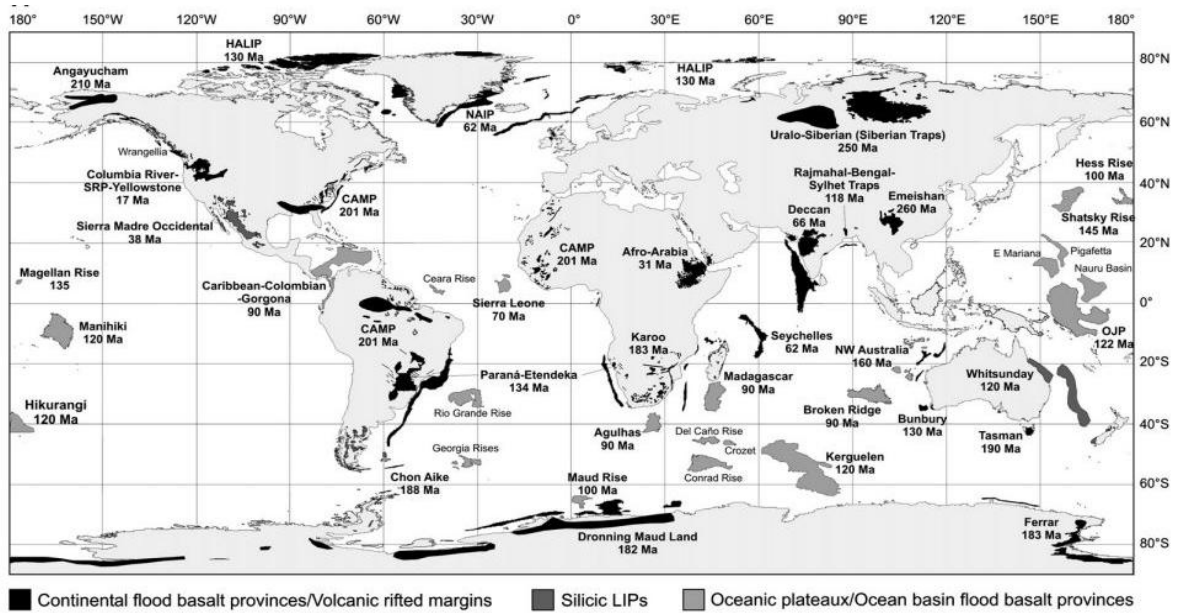 180° 150°W 120°W 90°W 60°W 30°W 0° 30°E 60°E 90°E 120°E 150°E 180°
80°N
60°N
40°N
20°N
0°
20°S
40°S
60°S
80°S
HALIP
130 Ma
Angayucham
210 Ma
NAIP
62 Ma
HALIP
130 Ma
Uralo-Siberian (Siberian Traps)
250 Ma
Wrangellia
Columbia River-
SRP-Yellowstone
17 Ma
Sierra Madre Occidental
38 Ma
CAMP
201 Ma
Rajmahal-Bengal-
Sylhet Traps
118 Ma
Emeishan
260 Ma
Deccan
66 Ma
Hess Rise
100 Ma
Shatsky Rise
145 Ma
Magellan Rise
135
Caribbean-Colombian
-Gorgona
90 Ma
Ceara Rise
Sierra Leone
70 Ma
CAMP
201 Ma
Afro-Arabia
31 Ma
E Mariana
Pigafetta
Nauru Basin
OJP
122 Ma
Manihiki
120 Ma
CAMP
201 Ma
Karoo
183 Ma
Seychelles
62 Ma
NW Australia
160 Ma
Whitsunday
120 Ma
Hikurangi
120 Ma
Paraná-Etendeka
134 Ma
Rio Grande Rise
Madagascar
90 Ma
Broken Ridge
90 Ma
Bunbury
130 Ma
Tasman
190 Ma
Agulhas
90 Ma
Del Caño Rise
Crozet
Conrad Rise
Kerguelen
120 Ma
Georgia Rises
Chon Aike
188 Ma
Maud Rise
100 Ma
Dronning Maud Land
182 Ma
Ferrar
183 Ma
Continental flood basalt provinces/Volcanic rifted margins
Silicic LIPs
Oceanic plateaux/Ocean basin flood basalt provinces